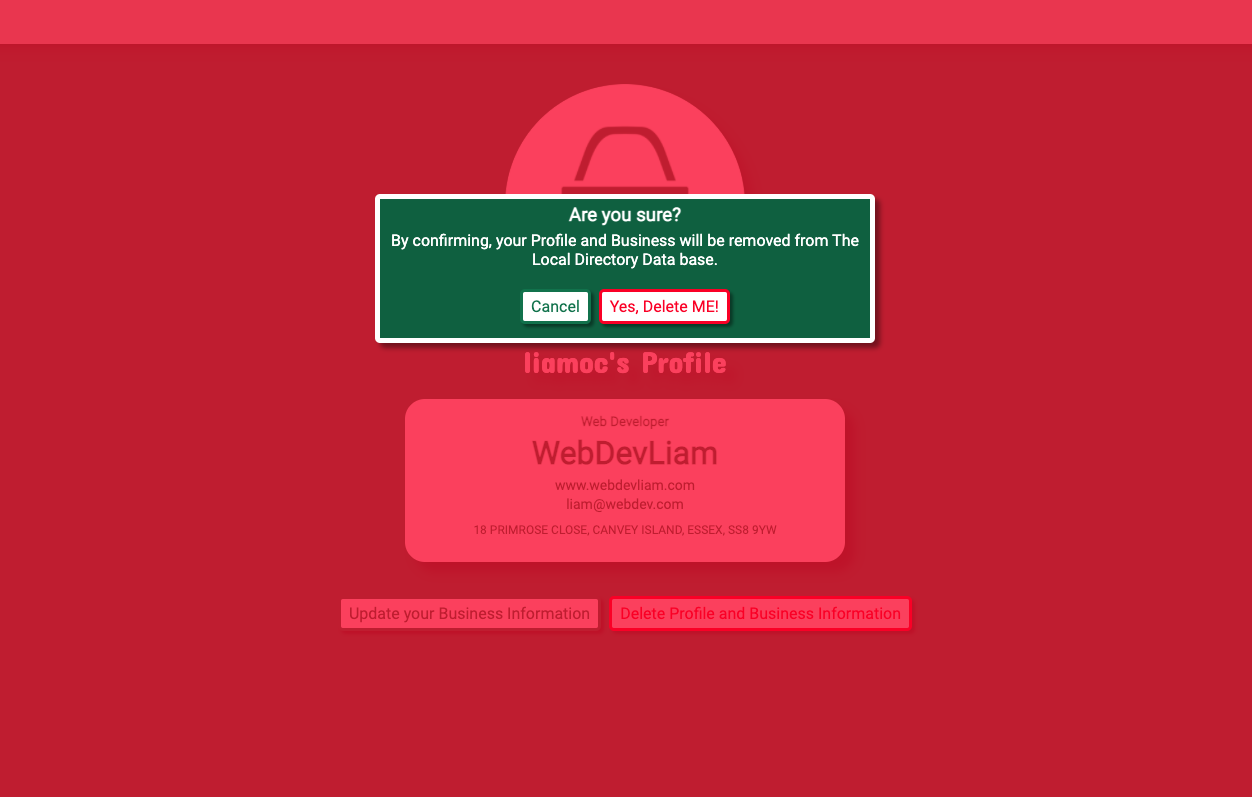 Are you sure?
By confirming, your Profile and Business will be removed from The
Local Directory Data base.
Cancel Yes, Delete ME!
liamoc's Profile
Web Developer
WebDevLiam
www.webdevliam.com
liam@webdev.com
18 PRIMROSE CLOSE, CANVEY ISLAND, ESSEX, SS8 9YW
Update your Business Information Delete Profile and Business Information